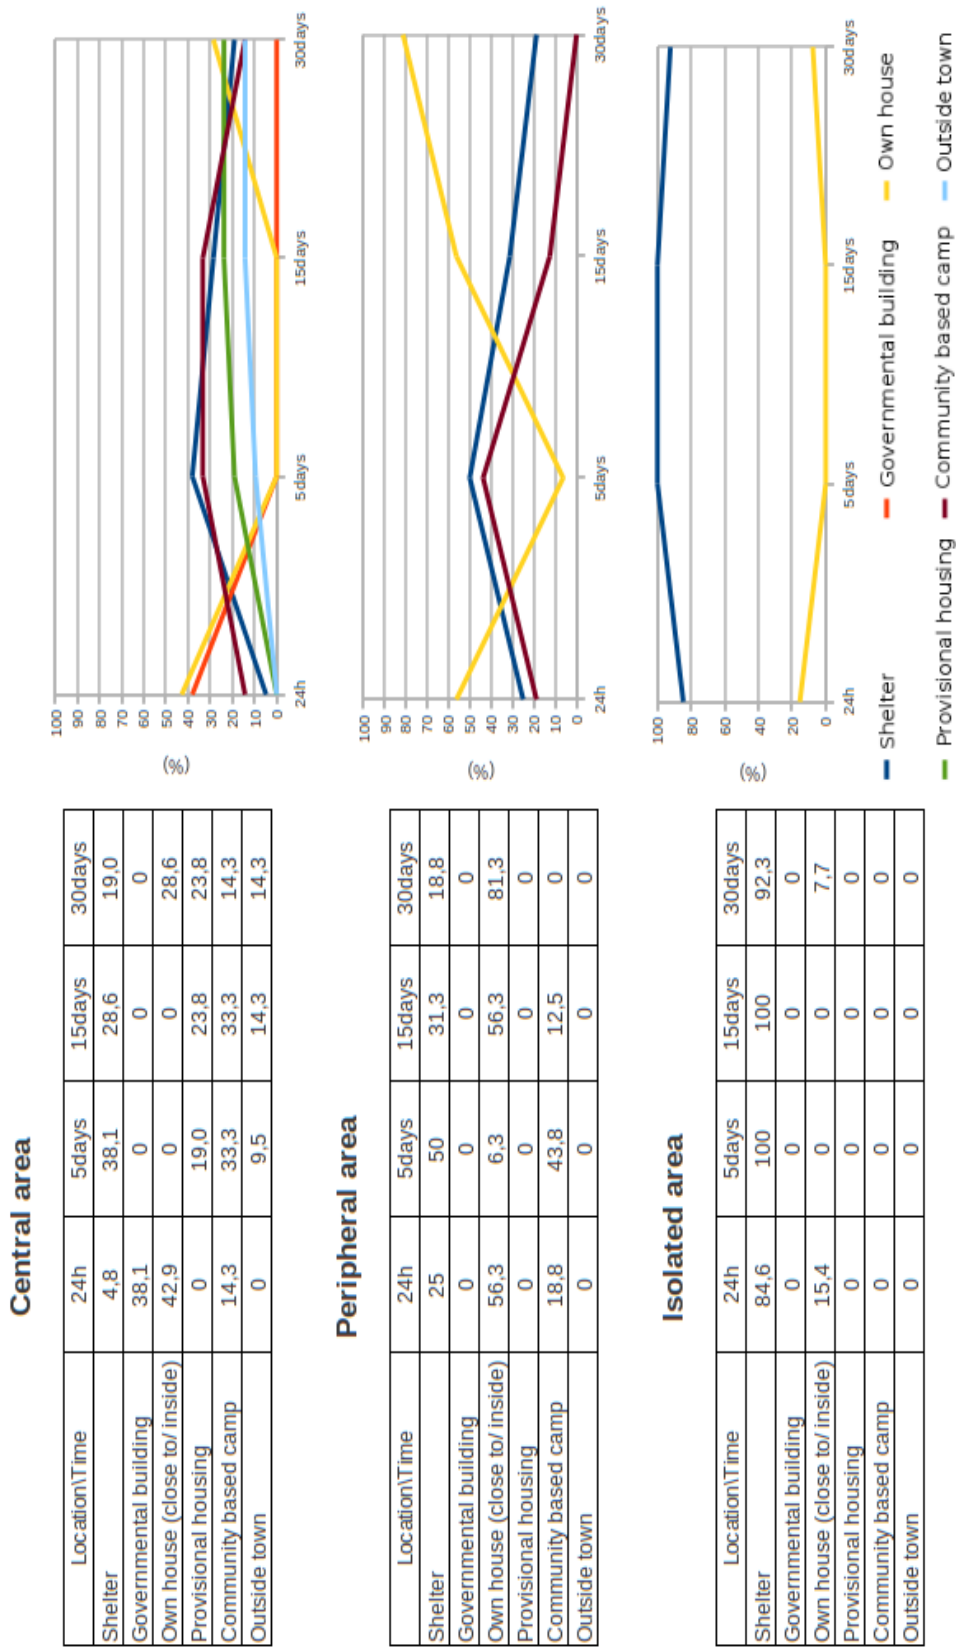 Central area
Location\Time 24h 5days 15days 30days
Shelter 4,8 38,1 28,6 19,0
Governmental building 38,1 0 0 0
Own house (close to/ inside) 42,9 0 0 28,6
Provisional housing 0 19,0 23,8 23,8
Community based camp 14,3 33,3 33,3 14,3
Outside town 0 9,5 14,3 14,3
100
90
80
70
60
50
40
30
20
10
0
(%)
24h 5days 15days 30days
Peripheral area
Location\Time 24h 5days 15days 30days
Shelter 25 50 31,3 18,8
Governmental building 0 0 0 0
Own house (close to/ inside) 56,3 6,3 56,3 81,3
Provisional housing 0 0 0 0
Community based camp 18,8 43,8 12,5 0
Outside town 0 0 0 0
100
90
80
70
60
50
40
30
20
10
0
(%)
24h 5days 15days 30days
Isolated area
Location\Time 24h 5days 15days 30days
Shelter 84,6 100 100 92,3
Governmental building 0 0 0 0
Own house (close to/ inside) 15,4 0 0 7,7
Provisional housing 0 0 0 0
Community based camp 0 0 0 0
Outside town 0 0 0 0
100
80
60
40
20
0
(%)
24h 5days 15days 30days
Shelter Governmental building Own house
Provisional housing Community based camp Outside town